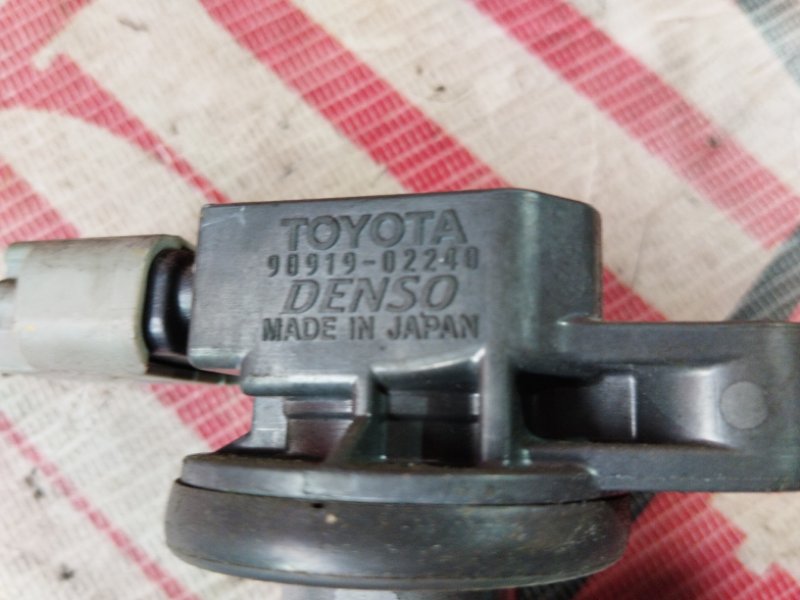 TOYOTA
90919-02240
DENSO
MADE IN JAPAN